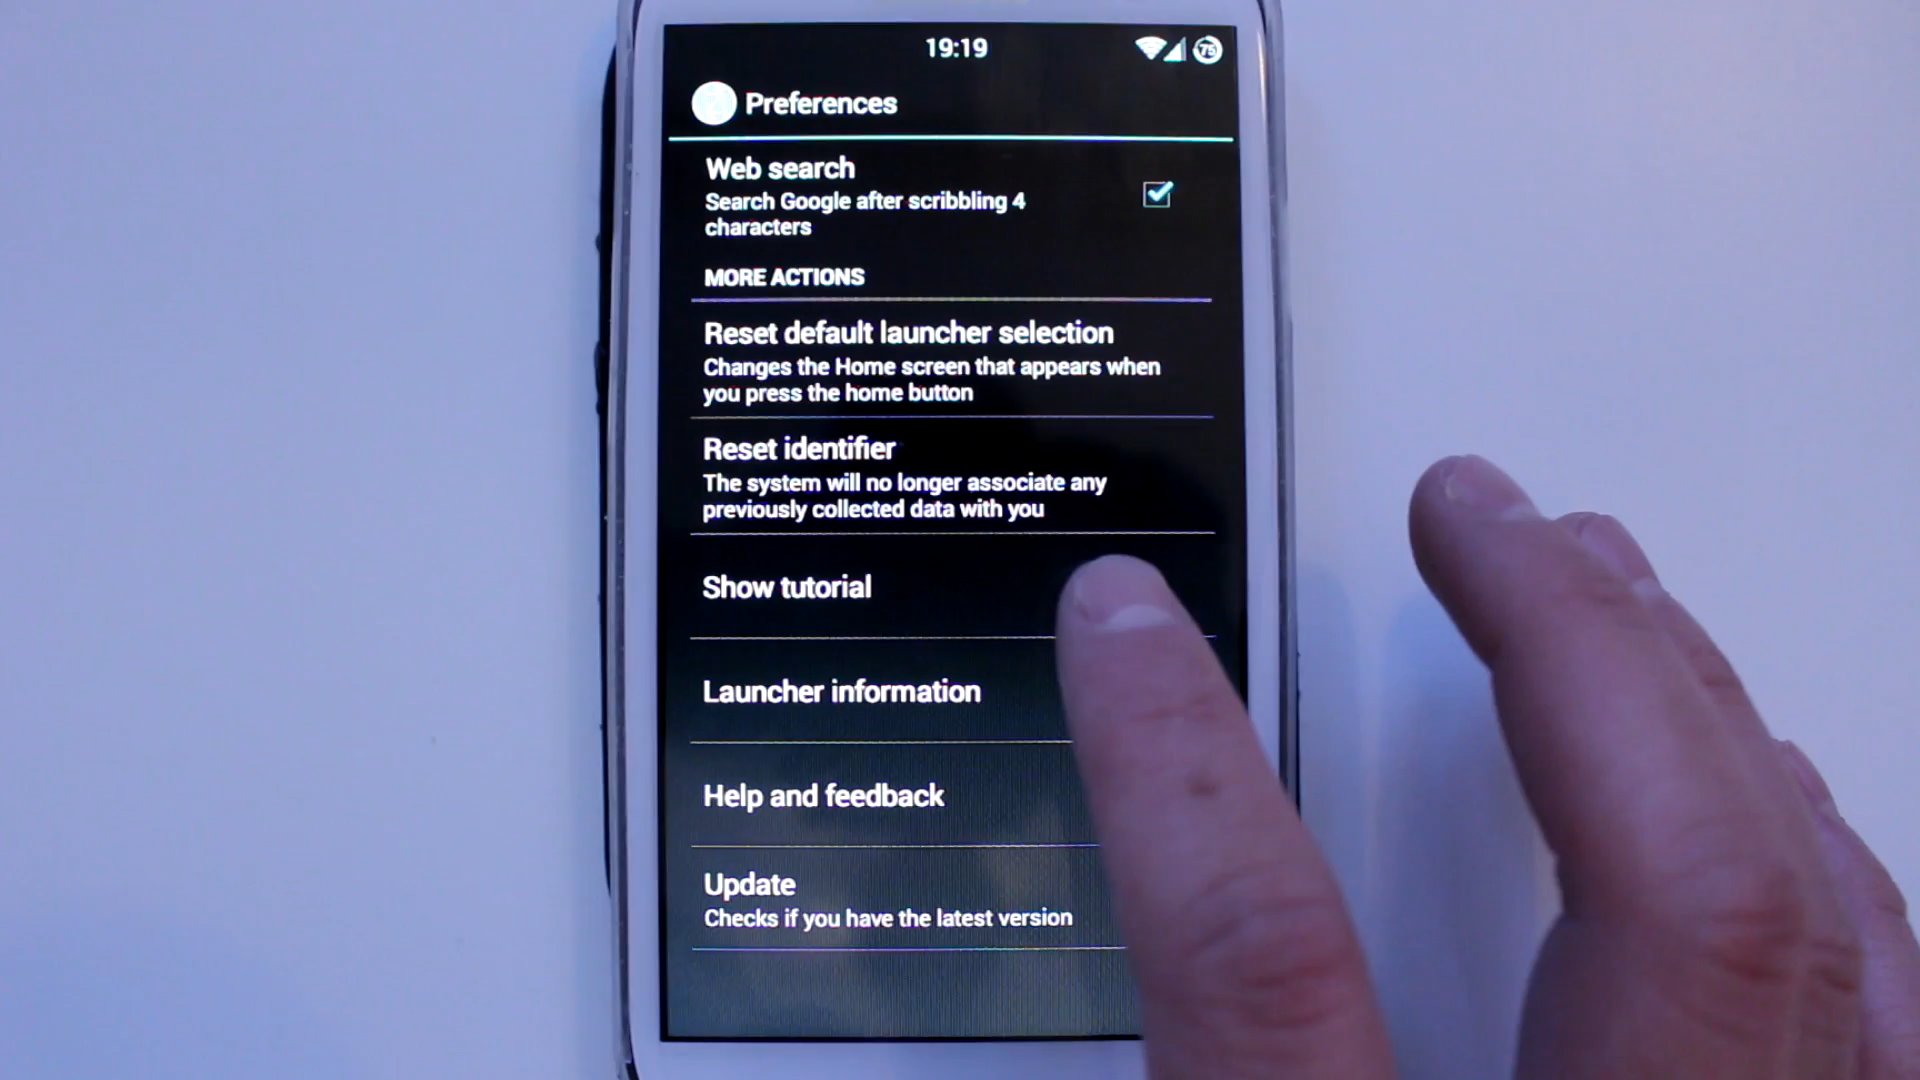 19:19
75
Preferences
Web search
Search Google after scribbling 4
characters
MORE ACTIONS
Reset default launcher selection
Changes the Home screen that appears when
you press the home button
Reset identifier
The system will no longer associate any
previously collected data with you
Show tutorial
Launcher information
Help and feedback
Update
Checks if you have the latest version